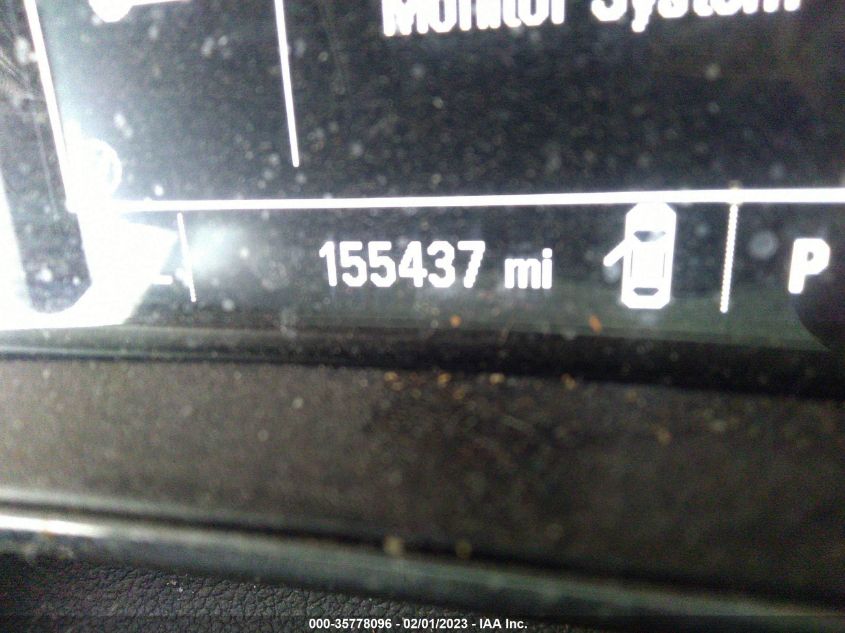 Monitor System
155437 mi
P
000-35778096 - 02/01/2023 - IAA Inc.